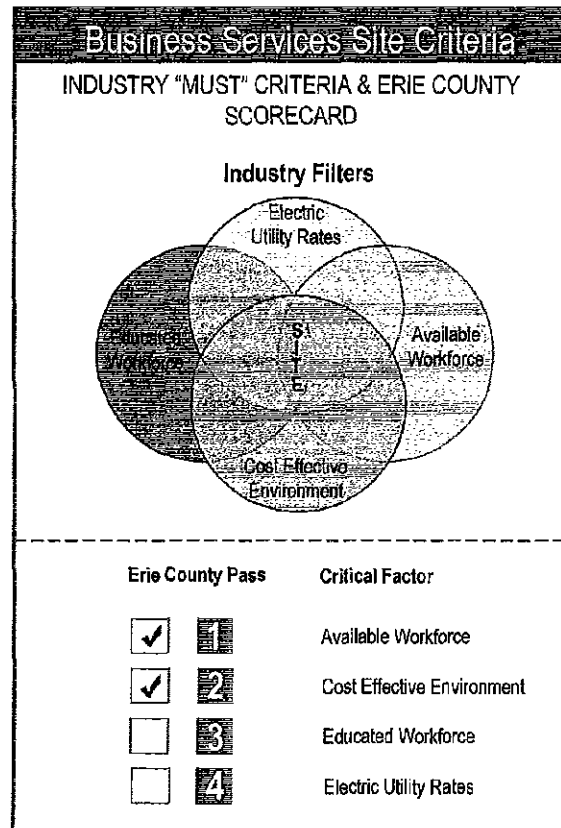 Business Services Site Criteria
INDUSTRY "MUST" CRITERIA & ERIE COUNTY
SCORECARD
Industry Filters
Electric
Utility Rates
Educated
Workforce
S
I
T
E
Available
Workforce
Cost Effective
Environment
Erie County Pass
Critical Factor
1 Available Workforce
2 Cost Effective Environment
3 Educated Workforce
4 Electric Utility Rates